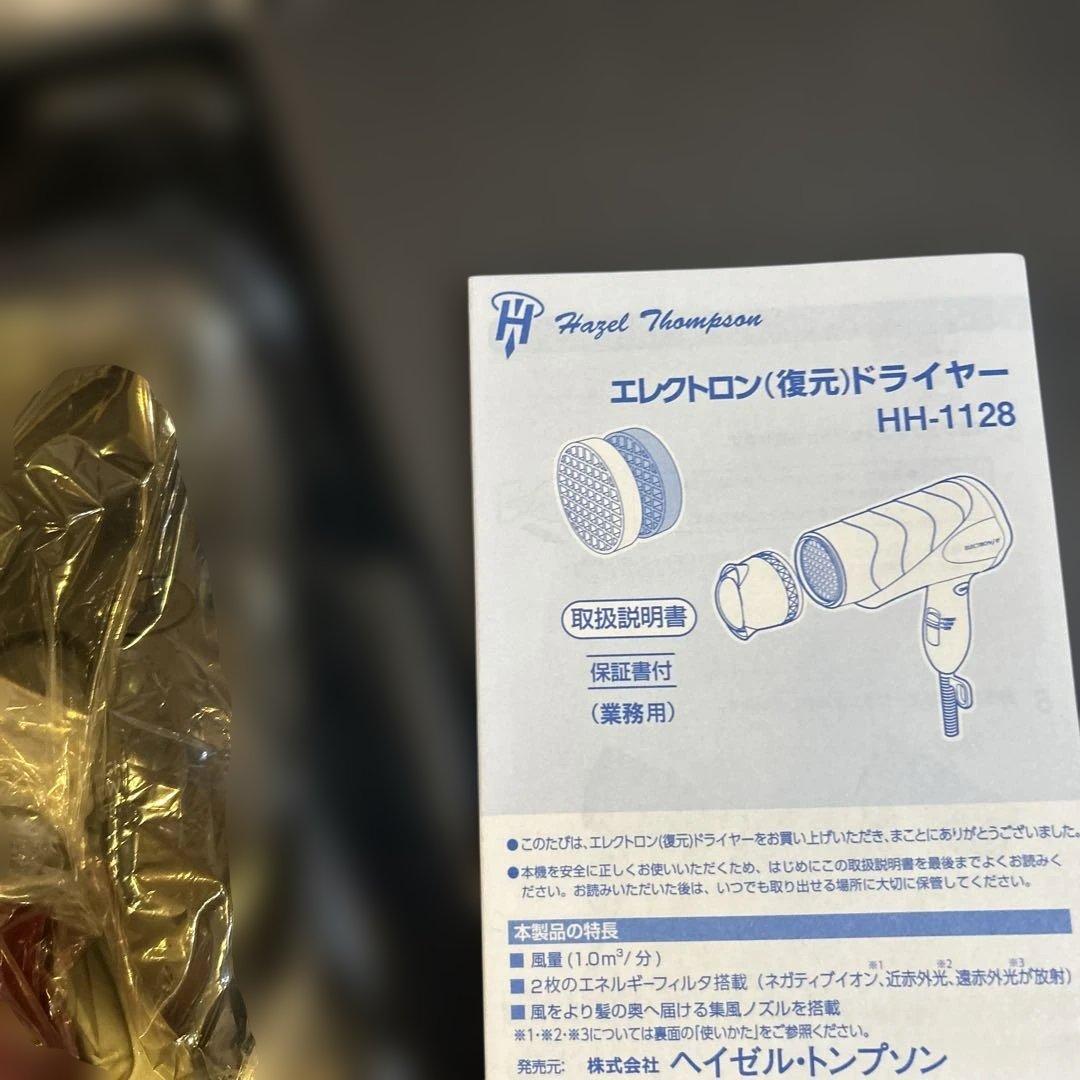 Hazel Thompson
エレクトロン(復元)ドライヤー
HH-1128
取扱説明書
保証書付
(業務用)
●このたびは、エレクトロン(復元)ドライヤーをお買い上げいただき、まことにありがとうございました。
●本機を安全に正しくお使いいただくため、はじめにこの取扱説明書を最後までよくお読みく
ださい。お読みいただいた後は、いつでも取り出せる場所に大切に保管してください。
本製品の特長
■ 風量 (1.0m³/分)
■ 2枚のエネルギーフィルタ搭載 (ネガティブイオン※1、近赤外光※2、遠赤外光※3が放射)
■ 風をより髪の奥へ届ける集風ノズルを搭載
※1・※2・※3については裏面の「使いかた」をご参照ください。
発売元: 株式会社 ヘイゼル・トンプソン